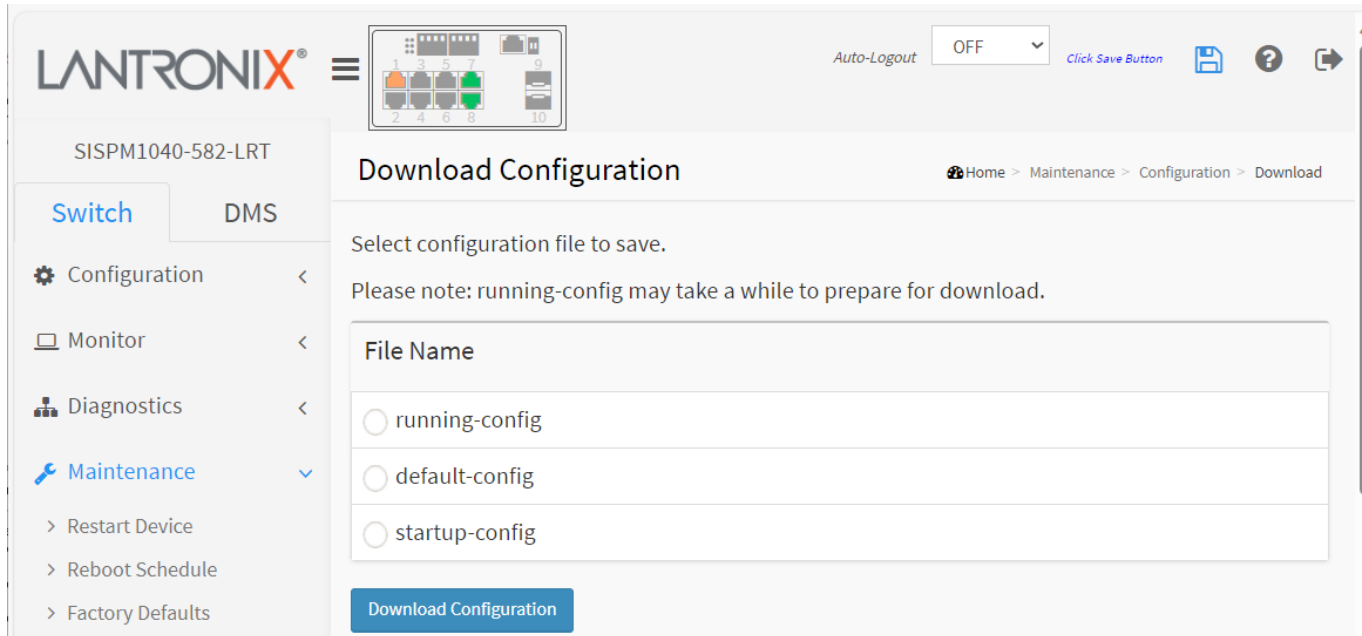 LANTRONIX®
1 3 5 7 9
2 4 6 8 10
Auto-Logout OFF Click Save Button
SISPM1040-582-LRT
Switch DMS
Configuration
Monitor
Diagnostics
Maintenance
> Restart Device
> Reboot Schedule
> Factory Defaults
Download Configuration
Home > Maintenance > Configuration > Download
Select configuration file to save.
Please note: running-config may take a while to prepare for download.
File Name
running-config
default-config
startup-config
Download Configuration